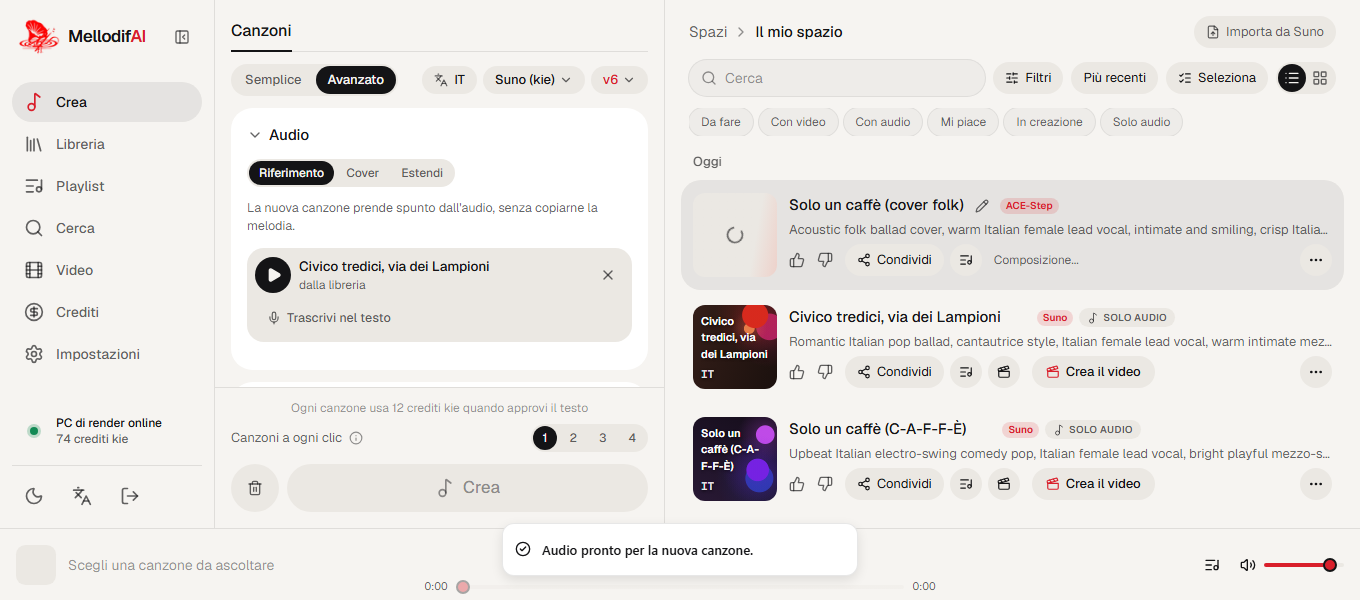 MellodifAI
Crea
Libreria
Playlist
Cerca
Video
Crediti
Impostazioni
PC di render online
74 crediti kie
Canzoni
Semplice
Avanzato
IT
Suno (kie)
v6
Audio
Riferimento
Cover
Estendi
La nuova canzone prende spunto dall'audio, senza copiarne la
melodia.
Civico tredici, via dei Lampioni
dalla libreria
Trascrivi nel testo
Ogni canzone usa 12 crediti kie quando approvi il testo
Canzoni a ogni clic
1 2 3 4
Crea
Spazi > Il mio spazio
Importa da Suno
Cerca
Filtri
Più recenti
Seleziona
Da fare
Con video
Con audio
Mi piace
In creazione
Solo audio
Oggi
Solo un caffè (cover folk)
ACE-Step
Acoustic folk ballad cover, warm Italian female lead vocal, intimate and smiling, crisp Italia...
Condividi
Composizione...
Civico
tredici, via
dei Lampioni
IT
Civico tredici, via dei Lampioni
Suno
SOLO AUDIO
Romantic Italian pop ballad, cantautrice style, Italian female lead vocal, warm intimate mez...
Condividi
Crea il video
Solo un
caffè (C-A-
F-F-È)
IT
Solo un caffè (C-A-F-F-È)
Suno
SOLO AUDIO
Upbeat Italian electro-swing comedy pop, Italian female lead vocal, bright playful mezzo-s...
Condividi
Crea il video
Scegli una canzone da ascoltare
Audio pronto per la nuova canzone.
0:00
0:00